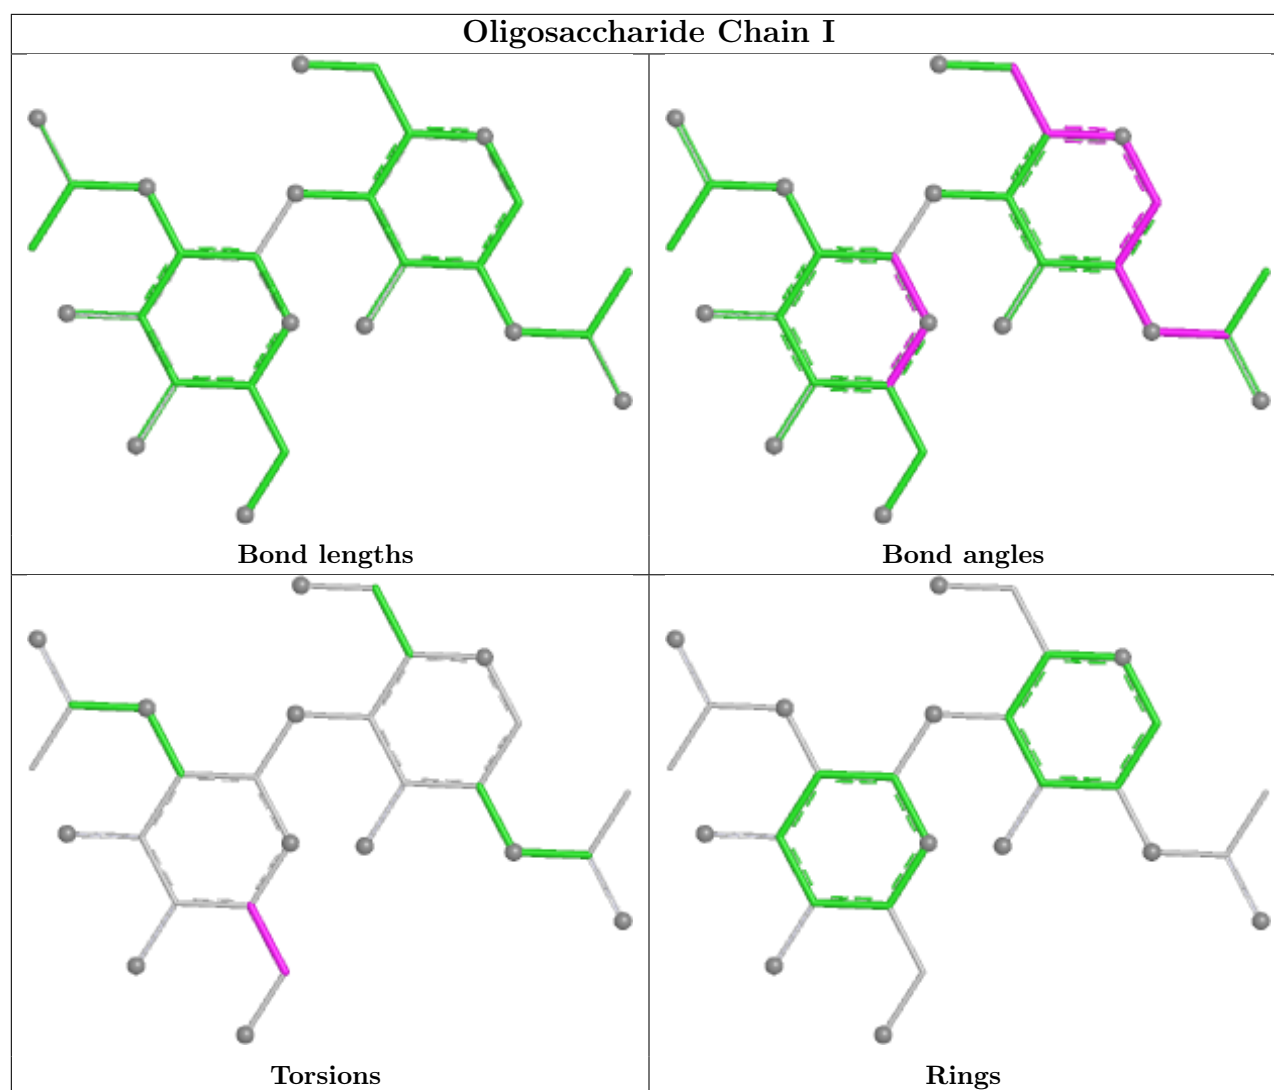 Oligosaccharide Chain I
Bond lengths
Bond angles
Torsions
Rings